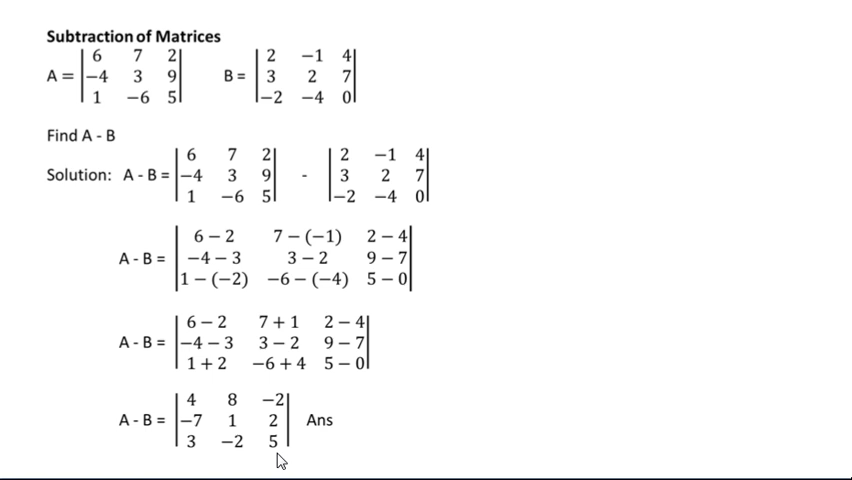 Subtraction of Matrices
A = |6 7 2| B = |2 −1 4|
|−4 3 9| |3 2 7|
|1 −6 5| |−2 −4 0|
Find A - B
Solution: A - B = |6 7 2| - |2 −1 4|
|−4 3 9| |3 2 7|
|1 −6 5| |−2 −4 0|
A - B = |6 − 2 7 − (−1) 2 − 4|
|−4 − 3 3 − 2 9 − 7|
|1 − (−2) −6 − (−4) 5 − 0|
A - B = |6 − 2 7 + 1 2 − 4|
|−4 − 3 3 − 2 9 − 7|
|1 + 2 −6 + 4 5 − 0|
A - B = |4 8 −2| Ans
|−7 1 2|
|3 −2 5|